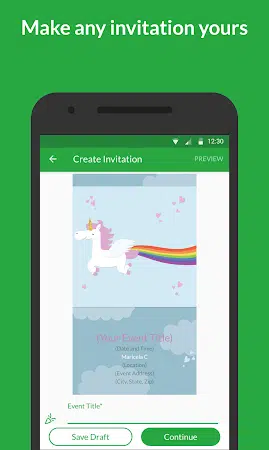 Make any invitation yours
12:30
Create Invitation
PREVIEW
[Your Event Title]
[Date and Time]
Maricela C
[Location]
[Event Address]
[City, State, Zip]
Event Title*
Save Draft
Continue